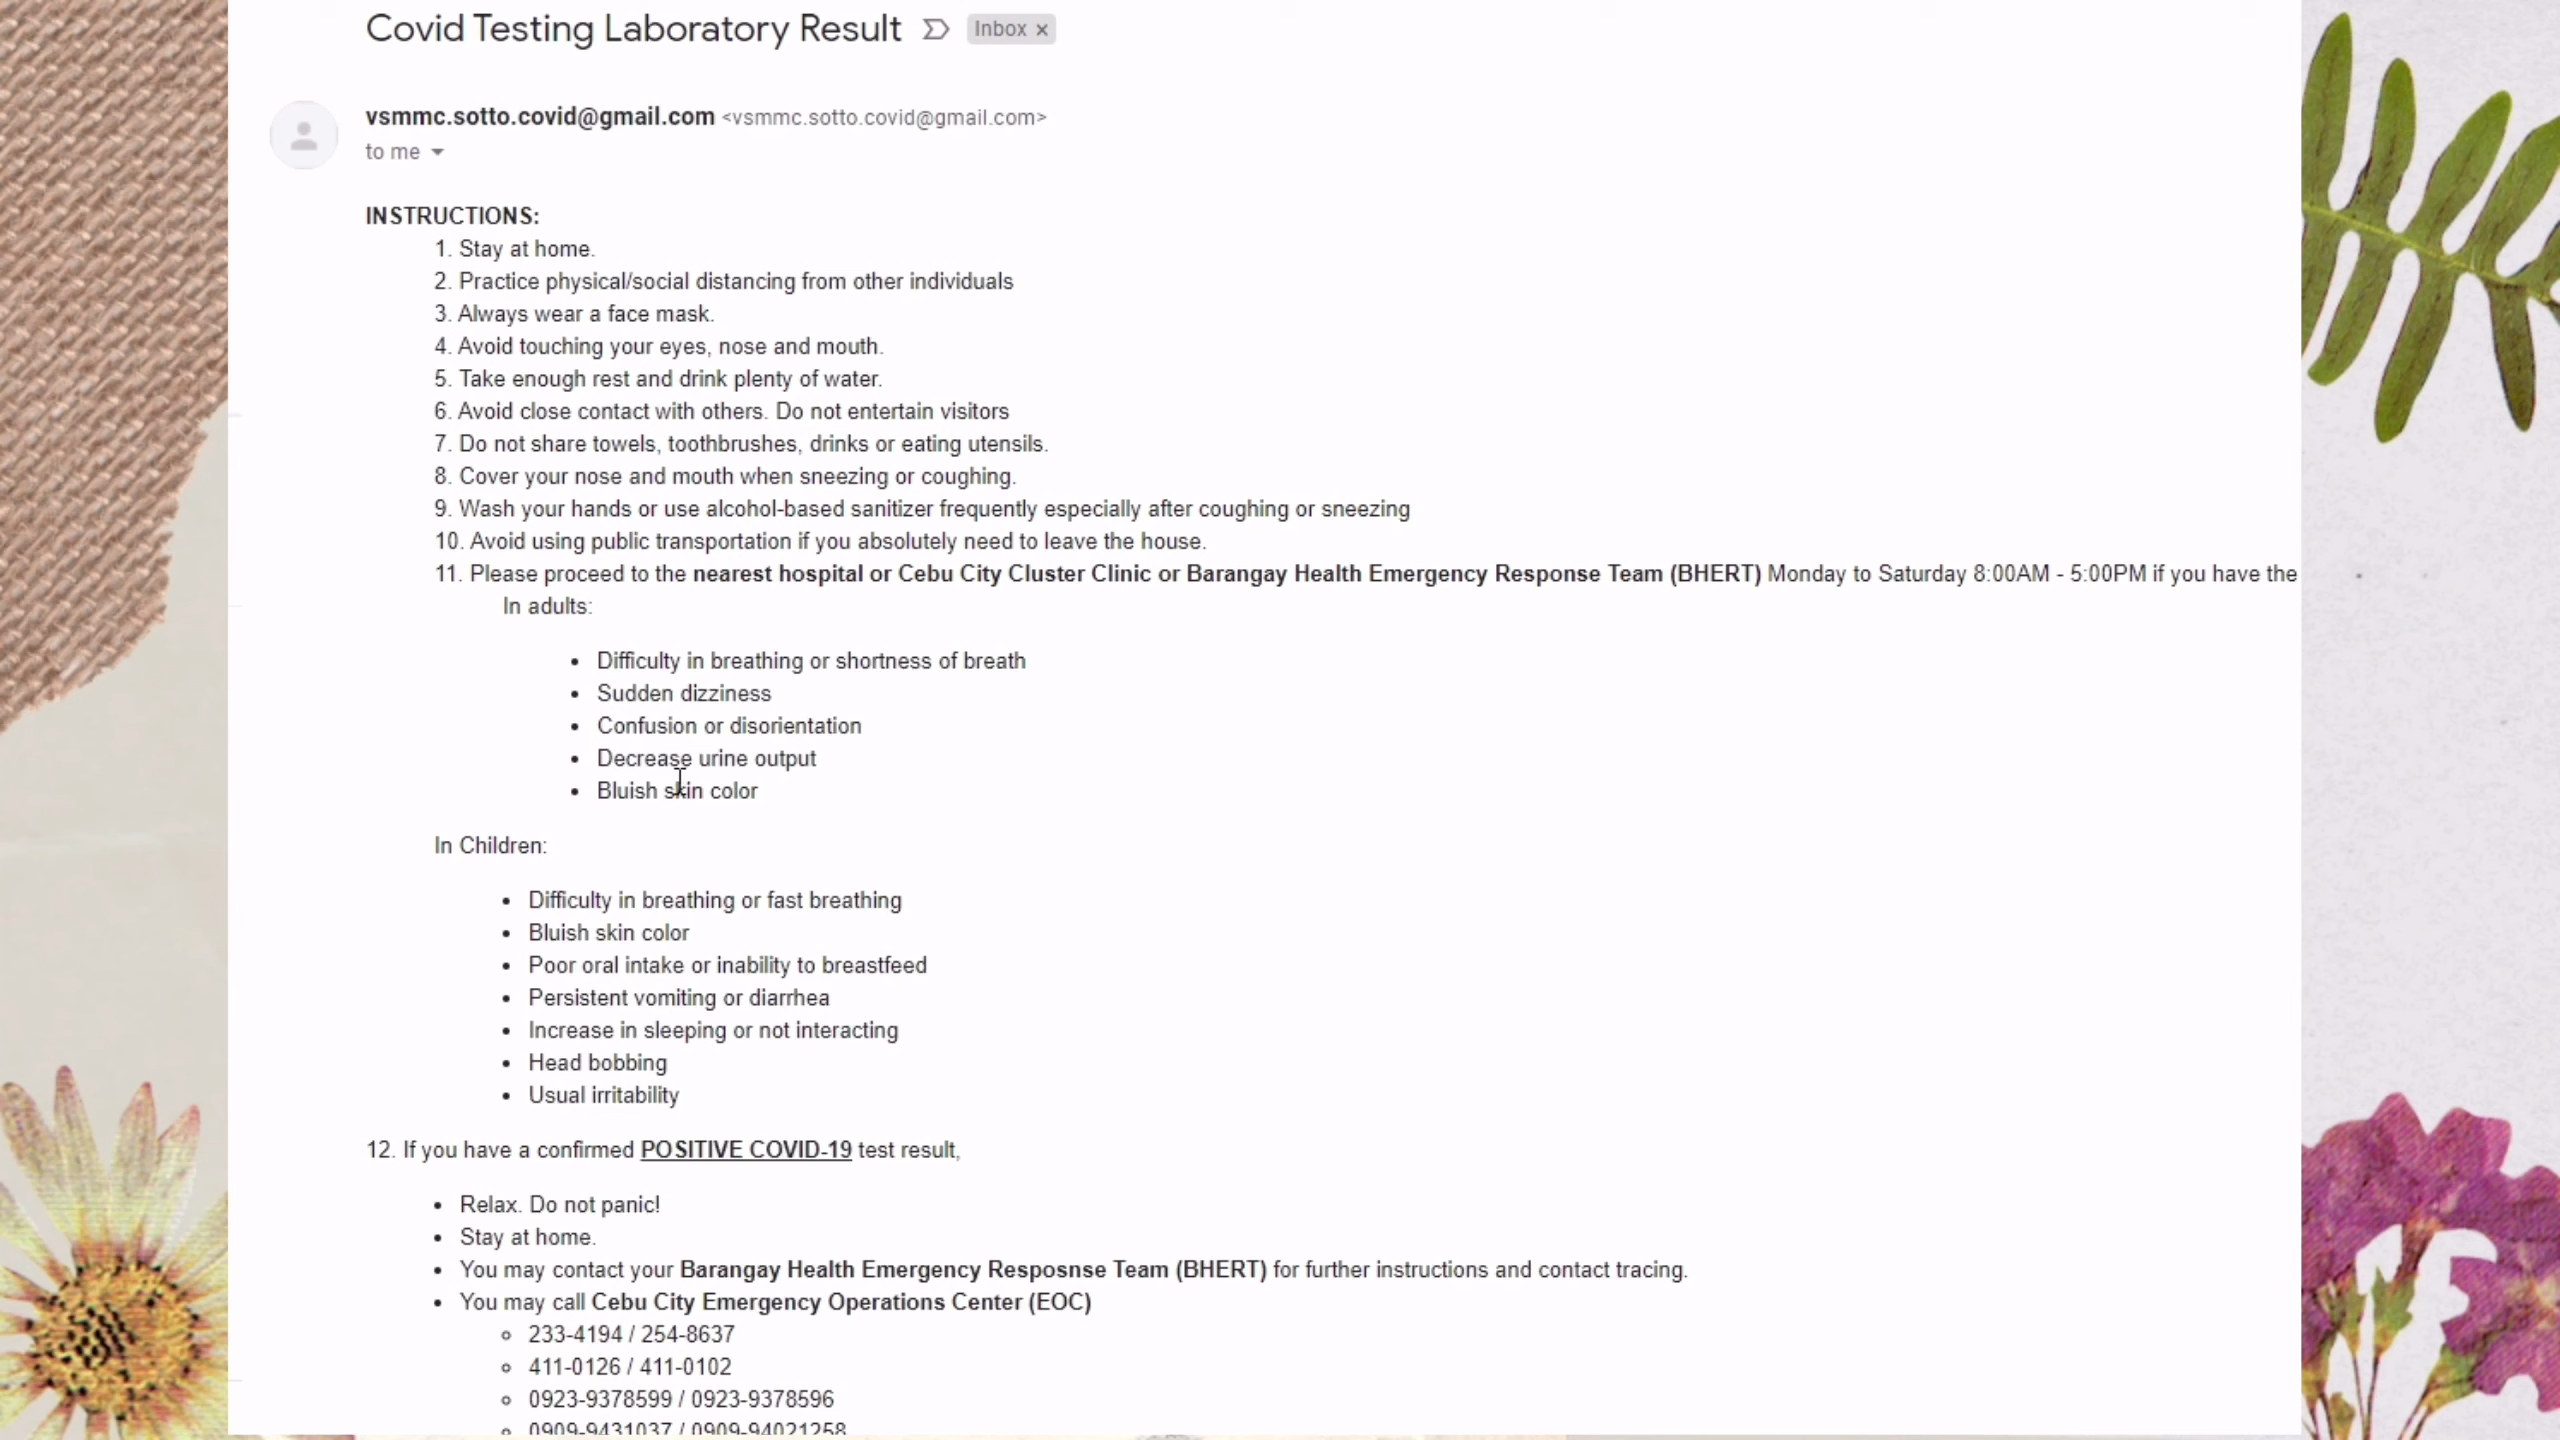 Covid Testing Laboratory Result Inbox x
vsmmc.sotto.covid@gmail.com <vsmmc.sotto.covid@gmail.com>
to me
INSTRUCTIONS:
1. Stay at home.
2. Practice physical/social distancing from other individuals
3. Always wear a face mask.
4. Avoid touching your eyes, nose and mouth.
5. Take enough rest and drink plenty of water.
6. Avoid close contact with others. Do not entertain visitors
7. Do not share towels, toothbrushes, drinks or eating utensils.
8. Cover your nose and mouth when sneezing or coughing.
9. Wash your hands or use alcohol-based sanitizer frequently especially after coughing or sneezing
10. Avoid using public transportation if you absolutely need to leave the house.
11. Please proceed to the nearest hospital or Cebu City Cluster Clinic or Barangay Health Emergency Response Team (BHERT) Monday to Saturday 8:00AM - 5:00PM if you have the
In adults:
• Difficulty in breathing or shortness of breath
• Sudden dizziness
• Confusion or disorientation
• Decrease urine output
• Bluish skin color
In Children:
• Difficulty in breathing or fast breathing
• Bluish skin color
• Poor oral intake or inability to breastfeed
• Persistent vomiting or diarrhea
• Increase in sleeping or not interacting
• Head bobbing
• Usual irritability
12. If you have a confirmed POSITIVE COVID-19 test result,
• Relax. Do not panic!
• Stay at home.
• You may contact your Barangay Health Emergency Resposnse Team (BHERT) for further instructions and contact tracing.
• You may call Cebu City Emergency Operations Center (EOC)
233-4194 / 254-8637
411-0126 / 411-0102
0923-9378599 / 0923-9378596
0909-9431037 / 0909-94021258